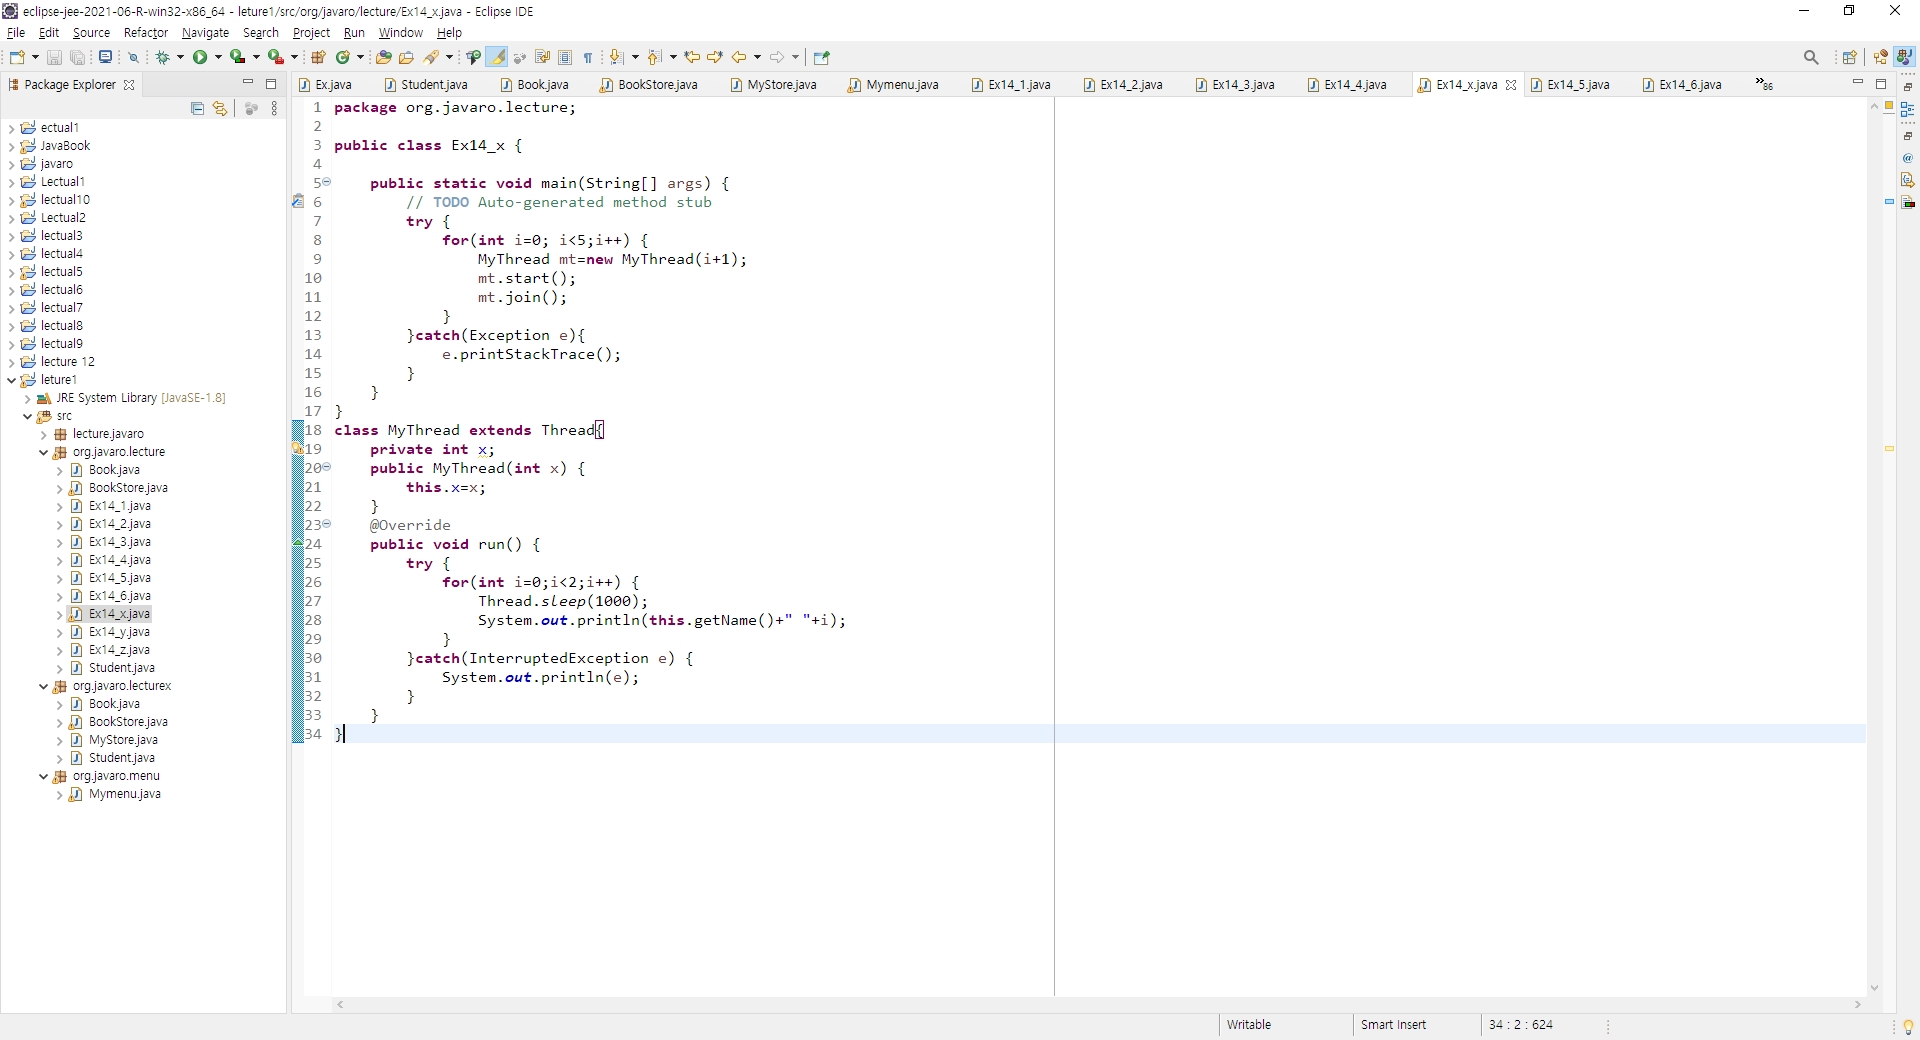 eclipse-jee-2021-06-R-win32-x86_64 - leture1/src/org/javaro/lecture/Ex14_x.java - Eclipse IDE
File Edit Source Refactor Navigate Search Project Run Window Help
Package Explorer
Ex.java Student.java Book.java BookStore.java MyStore.java Mymenu.java Ex14_1.java Ex14_2.java Ex14_3.java Ex14_4.java Ex14_x.java Ex14_5.java Ex14_6.java »86
ectual1
JavaBook
javaro
Lectual1
lectual10
Lectual2
lectual3
lectual4
lectual5
lectual6
lectual7
lectual8
lectual9
lecture 12
leture1
JRE System Library [JavaSE-1.8]
src
lecture.javaro
org.javaro.lecture
Book.java
BookStore.java
Ex14_1.java
Ex14_2.java
Ex14_3.java
Ex14_4.java
Ex14_5.java
Ex14_6.java
Ex14_x.java
Ex14_y.java
Ex14_z.java
Student.java
org.javaro.lecturex
Book.java
BookStore.java
MyStore.java
Student.java
org.javaro.menu
Mymenu.java
1 package org.javaro.lecture;
2
3 public class Ex14_x {
4
5 public static void main(String[] args) {
6 // TODO Auto-generated method stub
7 try {
8 for(int i=0; i<5;i++) {
9 MyThread mt=new MyThread(i+1);
10 mt.start();
11 mt.join();
12 }
13 }catch(Exception e){
14 e.printStackTrace();
15 }
16 }
17 }
18 class MyThread extends Thread{
19 private int x;
20 public MyThread(int x) {
21 this.x=x;
22 }
23 @Override
24 public void run() {
25 try {
26 for(int i=0;i<2;i++) {
27 Thread.sleep(1000);
28 System.out.println(this.getName()+" "+i);
29 }
30 }catch(InterruptedException e) {
31 System.out.println(e);
32 }
33 }
34 }
Writable Smart Insert 34 : 2 : 624